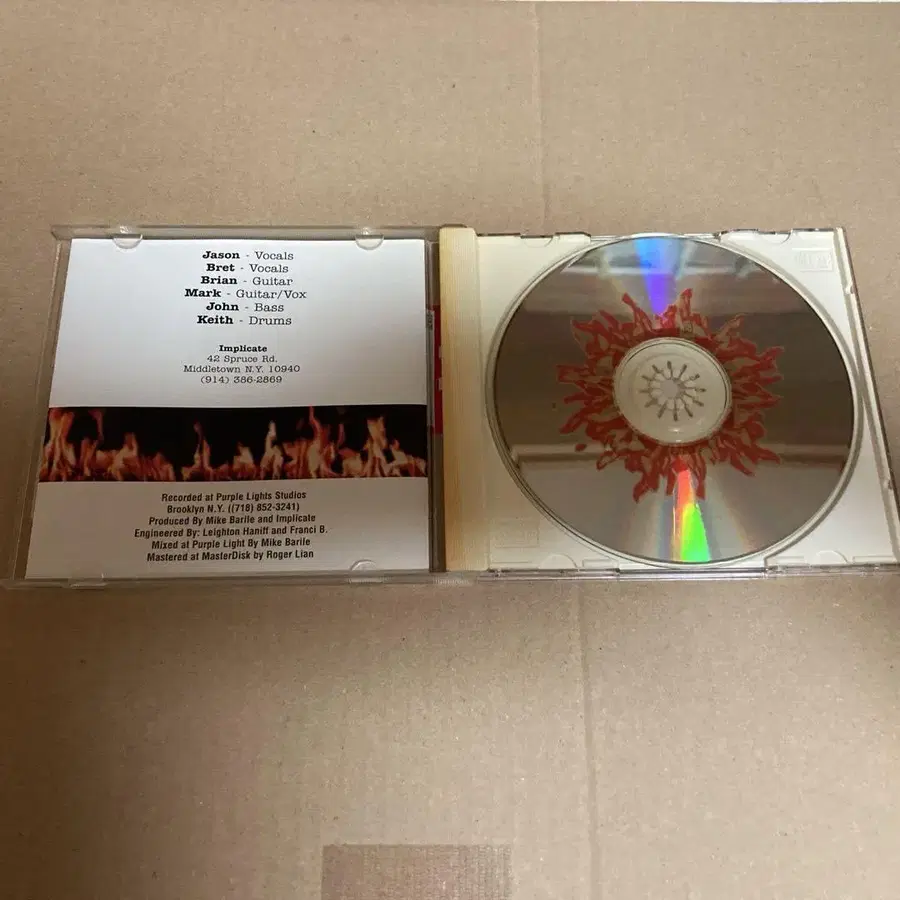 Jason - Vocals
Bret - Vocals
Brian - Guitar
Mark - Guitar/Vox
John - Bass
Keith - Drums
Implicate
42 Spruce Rd.
Middletown N.Y. 10940
(914) 386-2869
Recorded at Purple Lights Studios
Brooklyn N.Y. ((718) 852-3241)
Produced By Mike Barile and Implicate
Engineered By: Leighton Haniff and Franci B.
Mixed at Purple Light By Mike Barile
Mastered at MasterDisk by Roger Lian